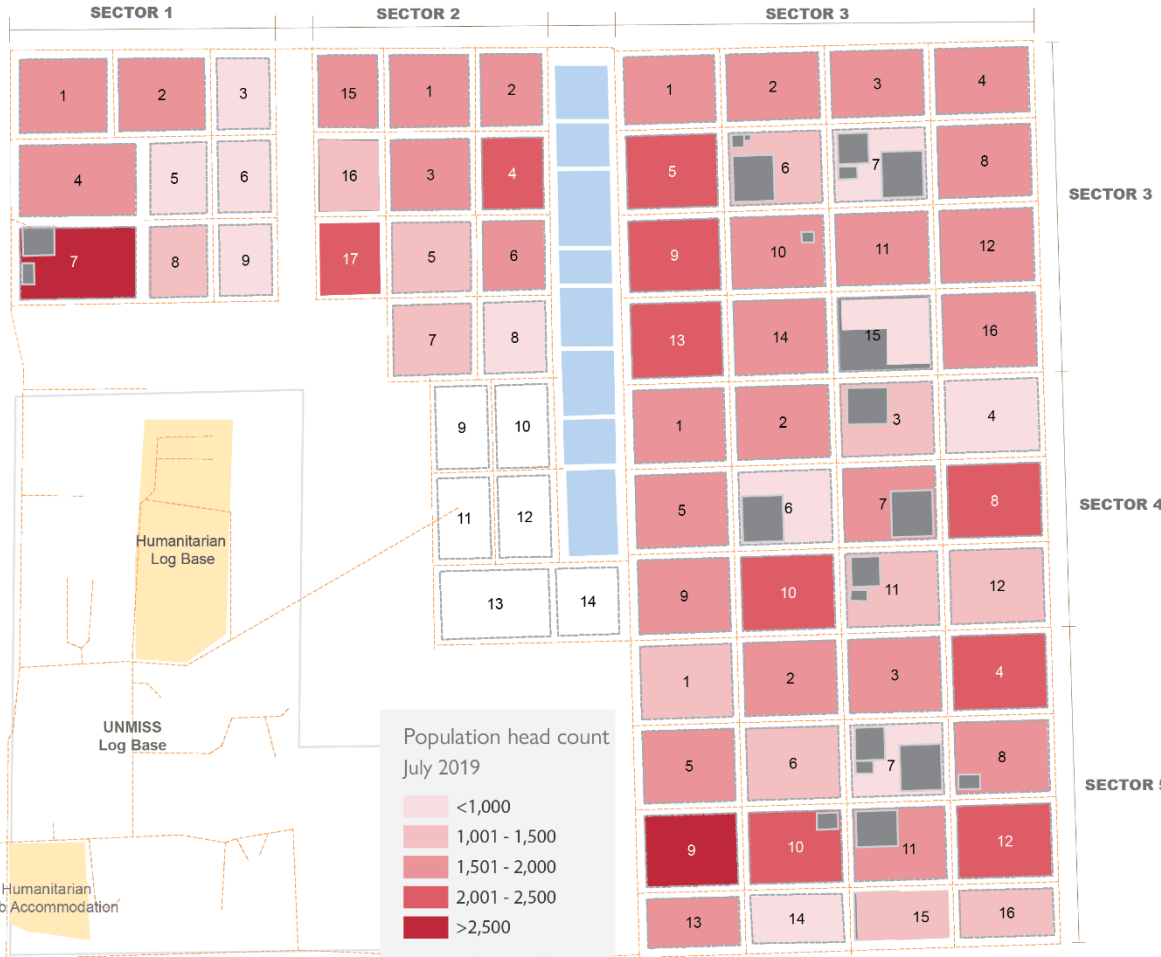 SECTOR 1
SECTOR 2
SECTOR 3
1 2 3 15 1 2 1 2 3 4
4 5 6 16 3 4 5 6 7 8
SECTOR 3
7 8 9 17 5 6 9 10 11 12
7 8 13 14 15 16
9 10 1 2 3 4
11 12 5 6 7 8
SECTOR 4
Humanitarian
Log Base
13 14 9 10 11 12
1 2 3 4
UNMISS
Log Base
5 6 7 8
SECTOR 5
9 10 11 12
13 14 15 16
Population head count
July 2019
<1,000
1,001 - 1,500
1,501 - 2,000
2,001 - 2,500
>2,500
Humanitarian
Accommodation